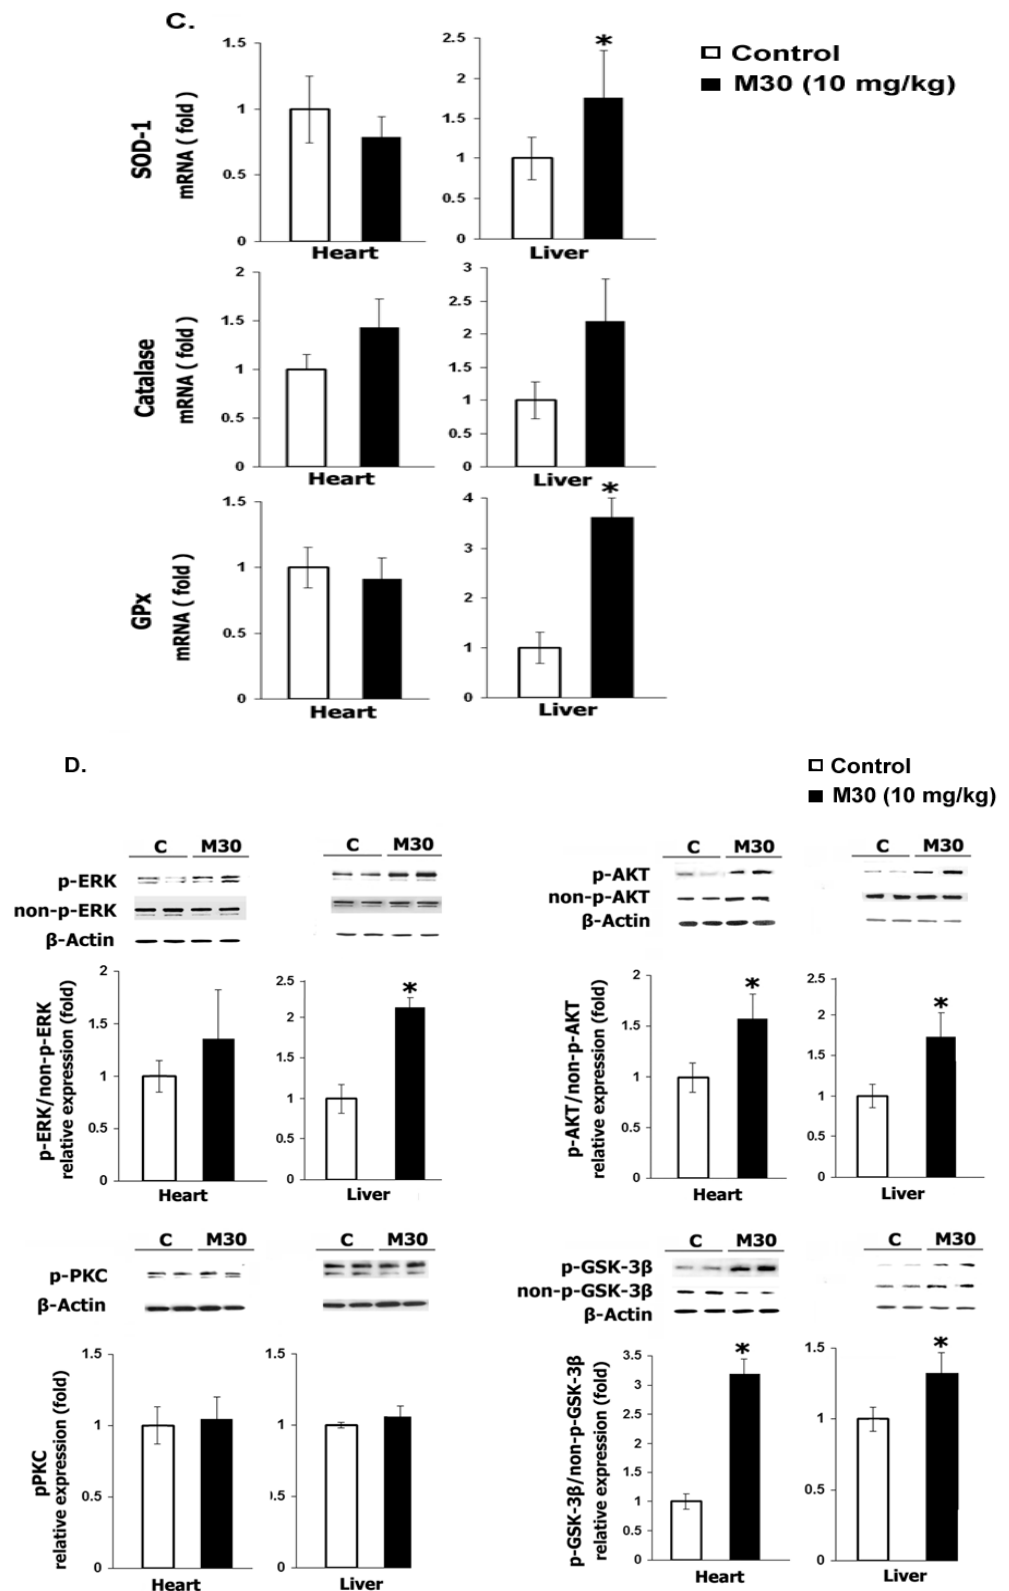 C.
Control
M30 (10 mg/kg)
SOD-1
mRNA ( fold )
1.5
1
0.5
0
Heart
*
2.5
2
1.5
1
0.5
0
Liver
Catalase
mRNA ( fold )
2
1.5
1
0.5
0
Heart
3
2.5
2
1.5
1
0.5
0
Liver
GPx
mRNA ( fold )
1.5
1
0.5
0
Heart
*
4
3
2
1
0
Liver
D.
Control
M30 (10 mg/kg)
C M30
C M30
p-ERK
non-p-ERK
β-Actin
p-ERK/non-p-ERK
relative expression (fold)
2
1.5
1
0.5
0
Heart
*
2.5
2
1.5
1
0.5
0
Liver
C M30
C M30
p-AKT
non-p-AKT
β-Actin
p-AKT/non-p-AKT
relative expression (fold)
*
2
1.5
1
0.5
0
Heart
*
2.5
2
1.5
1
0.5
0
Liver
C M30
C M30
p-PKC
β-Actin
pPKC
relative expression (fold)
1.5
1
0.5
0
Heart
1.5
1
).5
0
Liver
C M30
C M30
p-GSK-3β
non-p-GSK-3β
β-Actin
p-GSK-3β/non-p-GSK-3β
relative expression (fold)
*
3.5
3
2.5
2
1.5
1
0.5
0
Heart
*
1.5
1
0.5
0
Liver